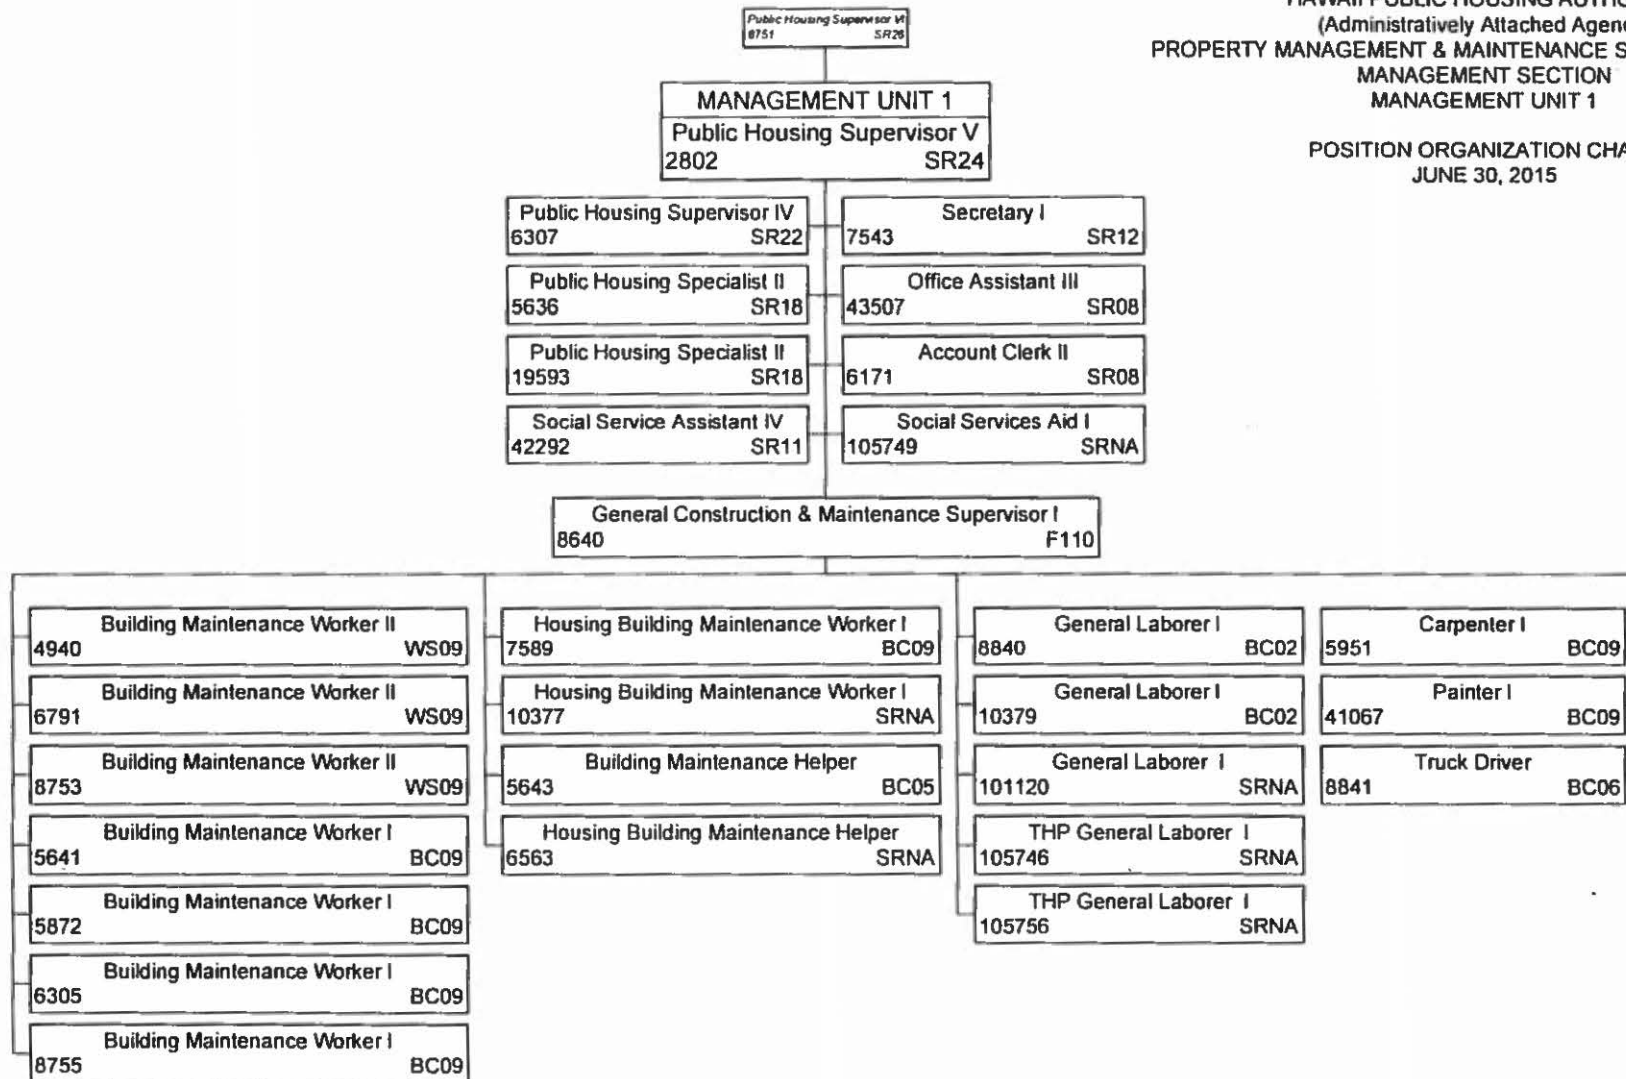 Public Housing Supervisor VI
8751 SR26
HAWAII PUBLIC HOUSING
(Administratively Attached
PROPERTY MANAGEMENT & MAINTENANCE
MANAGEMENT SECTION
MANAGEMENT UNIT 1
POSITION ORGANIZATION
JUNE 30, 2015
MANAGEMENT UNIT 1
Public Housing Supervisor V
2802 SR24
Public Housing Supervisor IV
6307 SR22
Secretary I
7543 SR12
Public Housing Specialist II
5636 SR18
Office Assistant III
43507 SR08
Public Housing Specialist II
19593 SR18
Account Clerk II
6171 SR08
Social Service Assistant IV
42292 SR11
Social Services Aid I
105749 SRNA
General Construction & Maintenance Supervisor I
8640 F110
Building Maintenance Worker II
4940 WS09
Building Maintenance Worker II
6791 WS09
Building Maintenance Worker II
8753 WS09
Building Maintenance Worker I
5641 BC09
Building Maintenance Worker I
5872 BC09
Building Maintenance Worker I
6305 BC09
Building Maintenance Worker I
8755 BC09
Housing Building Maintenance Worker I
7589 BC09
Housing Building Maintenance Worker I
10377 SRNA
Building Maintenance Helper
5643 BC05
Housing Building Maintenance Helper
6563 SRNA
General Laborer I
8840 BC02
General Laborer I
10379 BC02
General Laborer I
101120 SRNA
THP General Laborer I
105746 SRNA
THP General Laborer I
105756 SRNA
Carpenter I
5951 BC09
Painter I
41067 BC09
Truck Driver
8841 BC06